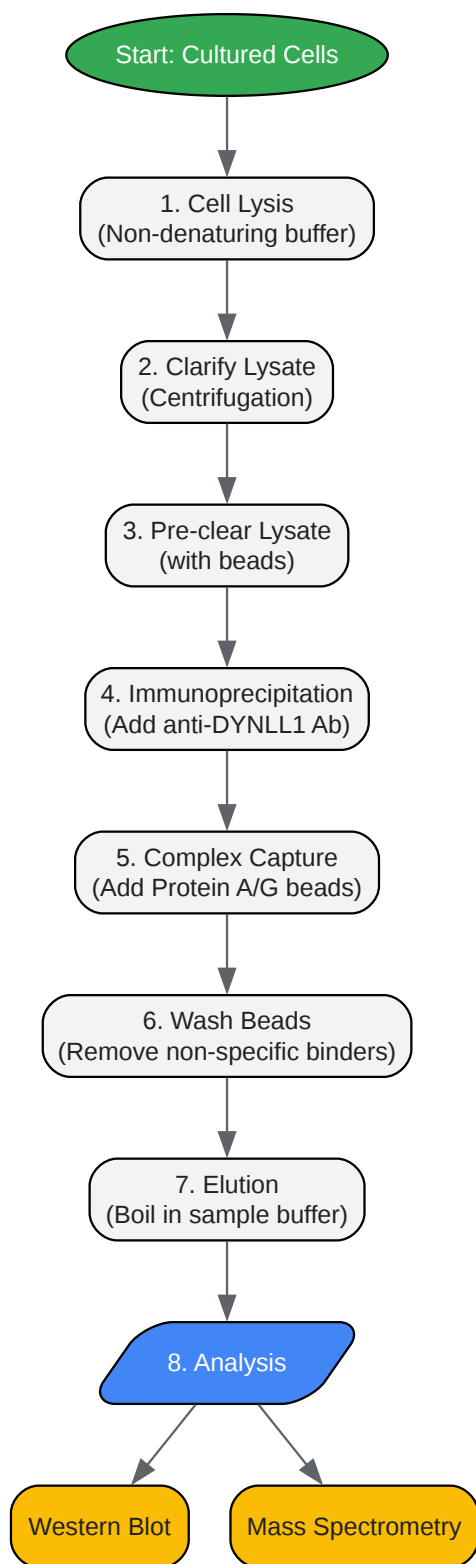 Start: Cultured Cells
1. Cell Lysis
(Non-denaturing buffer)
2. Clarify Lysate
(Centrifugation)
3. Pre-clear Lysate
(with beads)
4. Immunoprecipitation
(Add anti-DYNLL1 Ab)
5. Complex Capture
(Add Protein A/G beads)
6. Wash Beads
(Remove non-specific binders)
7. Elution
(Boil in sample buffer)
8. Analysis
Western Blot
Mass Spectrometry